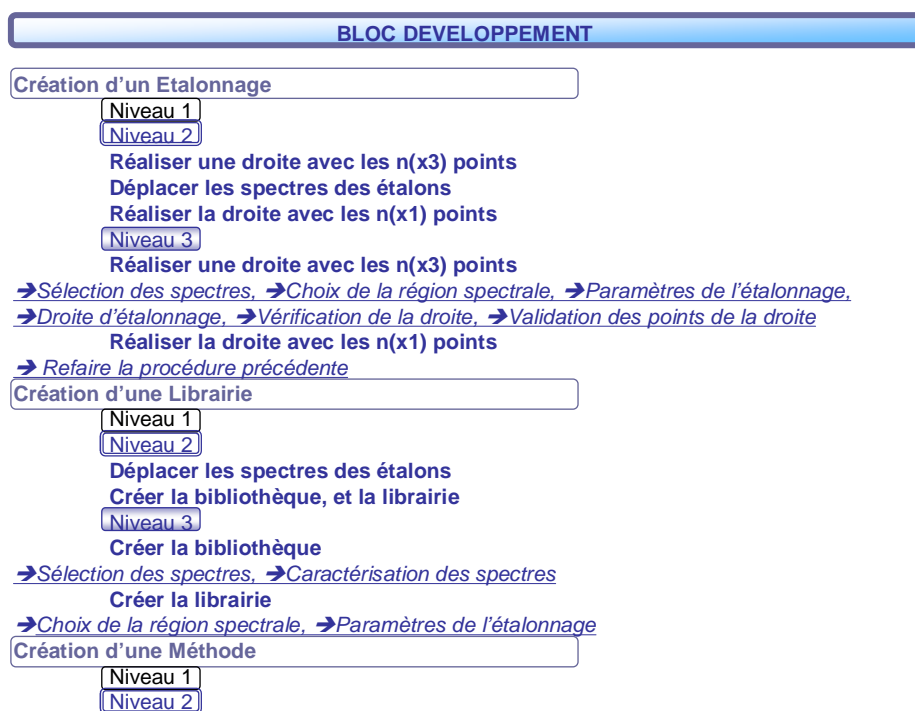 BLOC DEVELOPPEMENT
Création d’un Etalonnage
Niveau 1
Niveau 2
Réaliser une droite avec les n(x3) points
Déplacer les spectres des étalons
Réaliser la droite avec les n(x1) points
Niveau 3
Réaliser une droite avec les n(x3) points
➔Sélection des spectres, ➔Choix de la région spectrale, ➔Paramètres de l’étalonnage,
➔Droite d’étalonnage, ➔Vérification de la droite, ➔Validation des points de la droite
Réaliser la droite avec les n(x1) points
➔ Refaire la procédure précédente
Création d’une Librairie
Niveau 1
Niveau 2
Déplacer les spectres des étalons
Créer la bibliothèque, et la librairie
Niveau 3
Créer la bibliothèque
➔Sélection des spectres, ➔Caractérisation des spectres
Créer la librairie
➔Choix de la région spectrale, ➔Paramètres de l’étalonnage
Création d’une Méthode
Niveau 1
Niveau 2